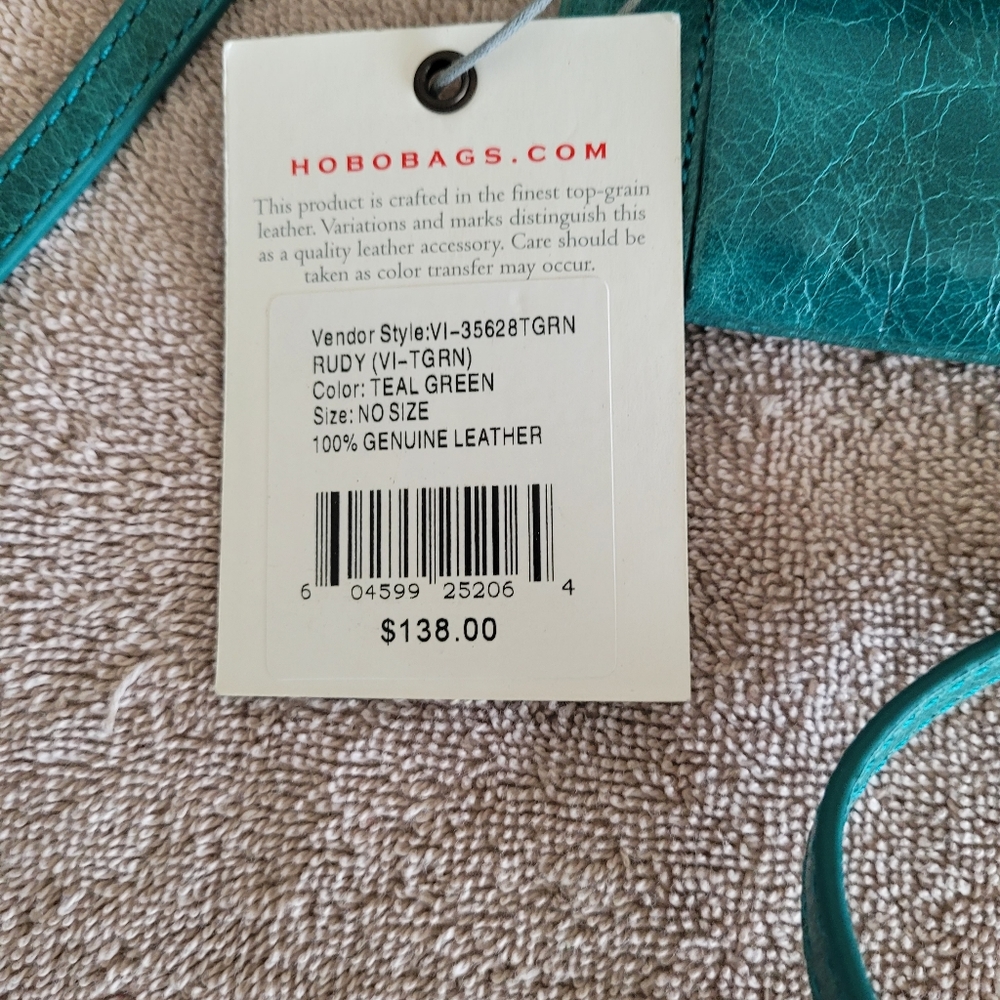 HOBOBAGS.COM
This product is crafted in the finest top-grain
leather. Variations and marks distinguish this
as a quality leather accessory. Care should be
taken as color transfer may occur.
Vendor Style:VI-35628TGRN
RUDY (VI-TGRN)
Color: TEAL GREEN
Size: NO SIZE
100% GENUINE LEATHER
6 04599 25206 4
$138.00